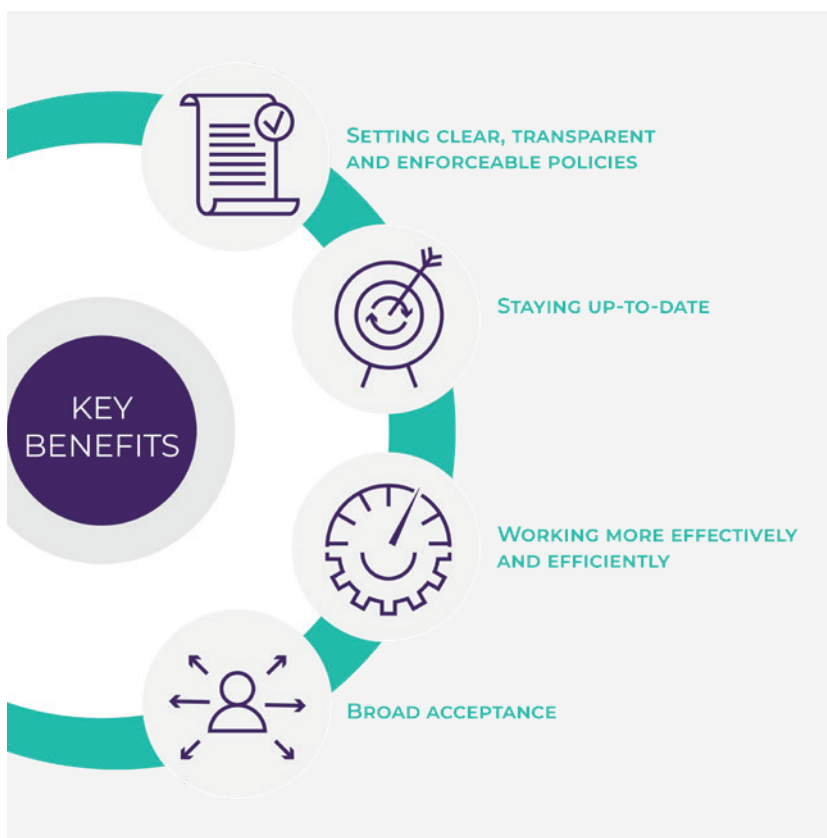 KEY
BENEFITS
SETTING CLEAR, TRANSPARENT
AND ENFORCEABLE POLICIES
STAYING UP-TO-DATE
WORKING MORE EFFECTIVELY
AND EFFICIENTLY
BROAD ACCEPTANCE